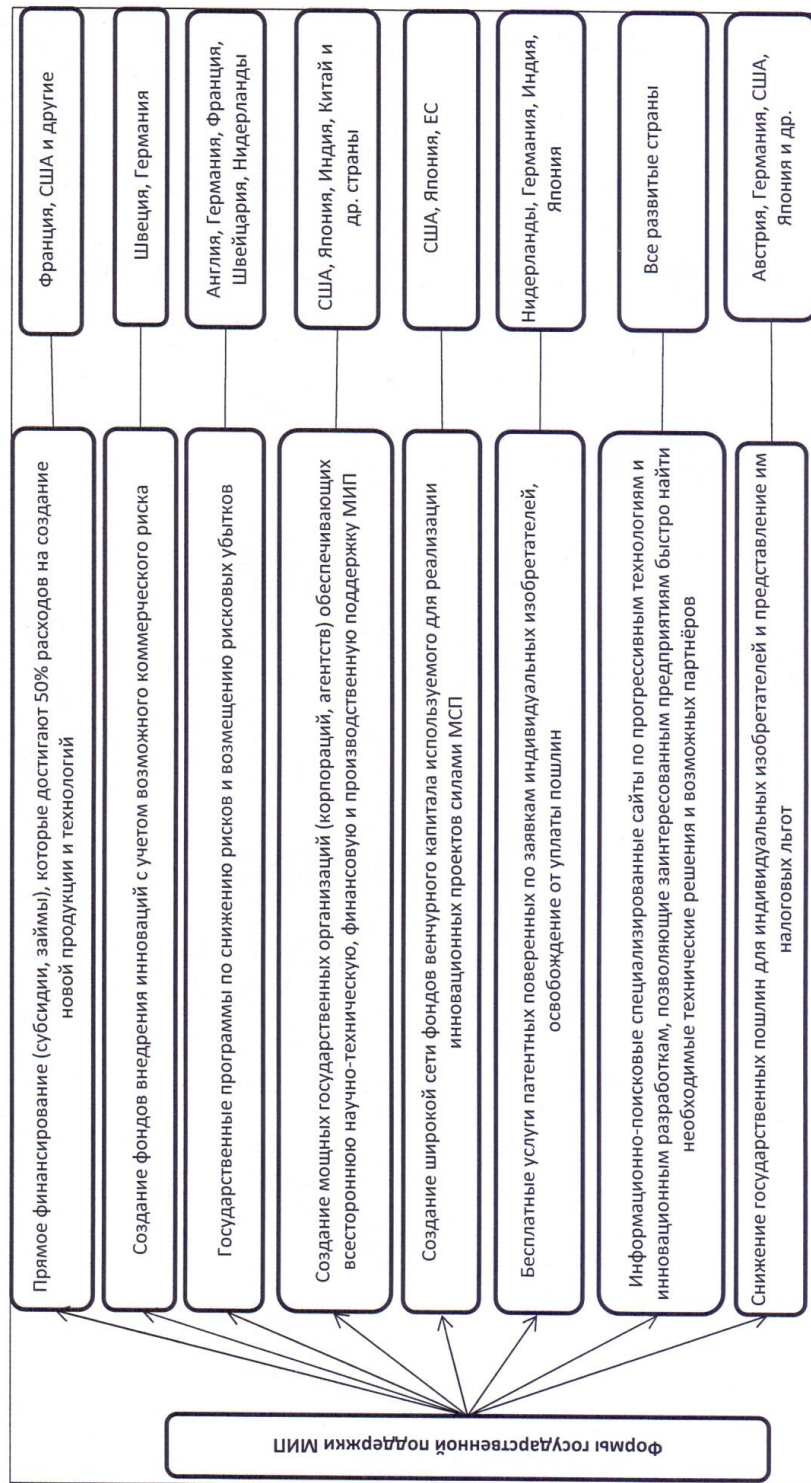 Формы государственной поддержки МИП
Прямое финансирование (субсидии, займы), которые достигают 50% расходов на создание
новой продукции и технологий
Франция, США и другие
Создание фондов внедрения инноваций с учетом возможного коммерческого риска
Швеция, Германия
Государственные программы по снижению рисков и возмещению рисковых убытков
Англия, Германия, Франция,
Швейцария, Нидерланды
Создание мощных государственных организаций (корпораций, агентств) обеспечивающих
всестороннюю научно-техническую, финансовую и производственную поддержку МИП
США, Япония, Индия, Китай и
др. страны
Создание широкой сети фондов венчурного капитала используемого для реализации
инновационных проектов силами МСП
США, Япония, ЕС
Бесплатные услуги патентных поверенных по заявкам индивидуальных изобретателей,
освобождение от уплаты пошлин
Нидерланды, Германия, Индия,
Япония
Информационно-поисковые специализированные сайты по прогрессивным технологиям и
инновационным разработкам, позволяющие заинтересованным предприятиям быстро найти
необходимые технические решения и возможных партнёров
Все развитые страны
Снижение государственных пошлин для индивидуальных изобретателей и представление им
налоговых льгот
Австрия, Германия, США,
Япония и др.